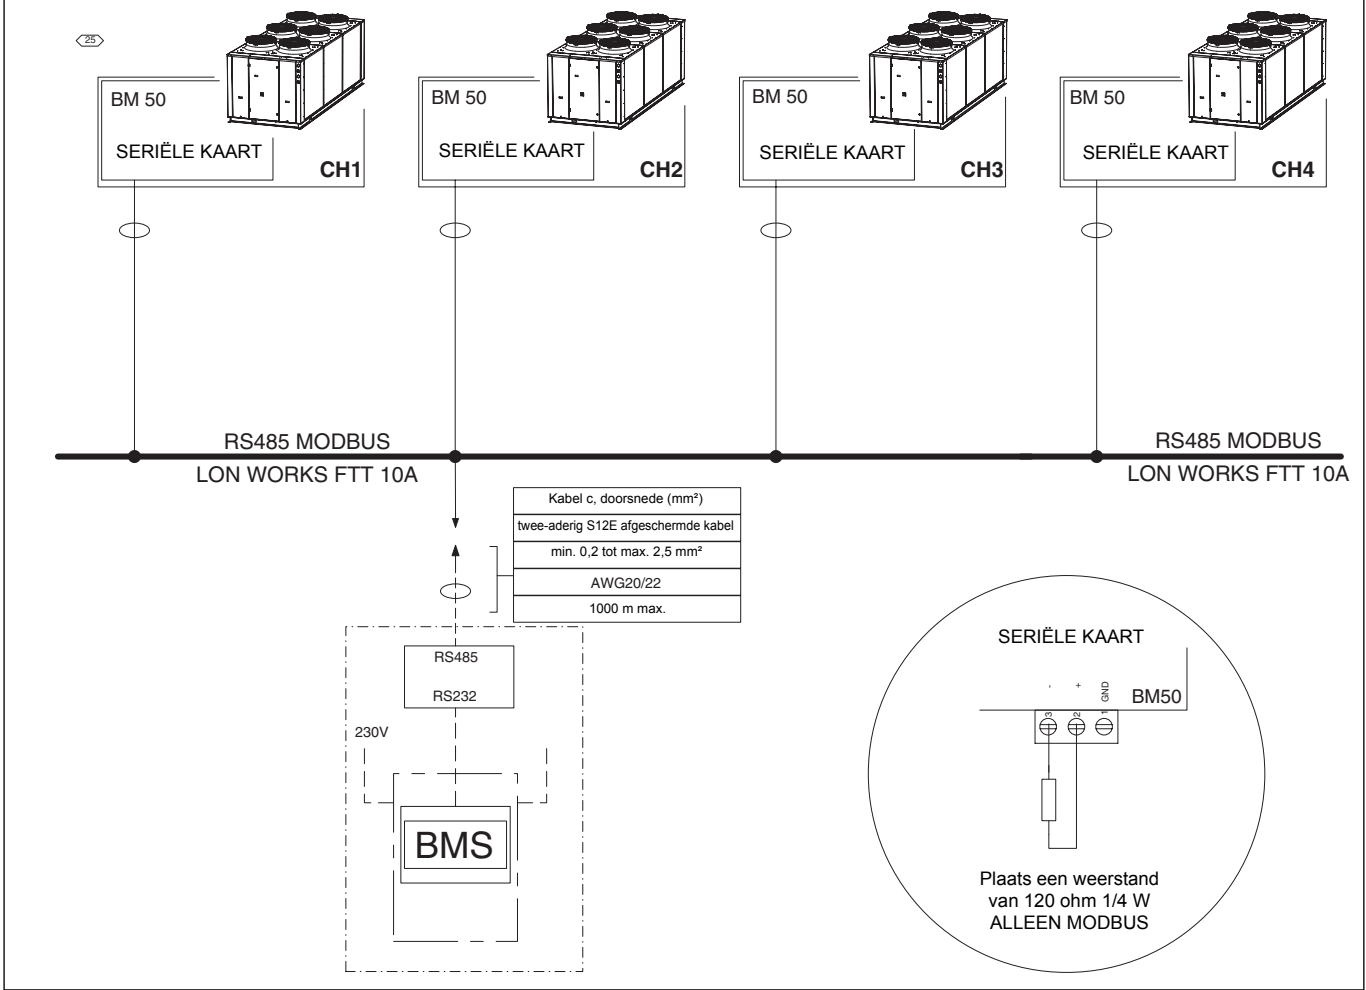 25
BM 50
SERIËLE KAART
CH1
BM 50
SERIËLE KAART
CH2
BM 50
SERIËLE KAART
CH3
BM 50
SERIËLE KAART
CH4
RS485 MODBUS
LON WORKS FTT 10A
RS485 MODBUS
LON WORKS FTT 10A
Kabel c, doorsnede (mm²)
twee-aderig S12E afgeschermde kabel
min. 0,2 tot max. 2,5 mm²
AWG20/22
1000 m max.
RS485
RS232
230V
BMS
SERIËLE KAART
- + GND
BM50
3 2 1
Plaats een weerstand
van 120 ohm 1/4 W
ALLEEN MODBUS